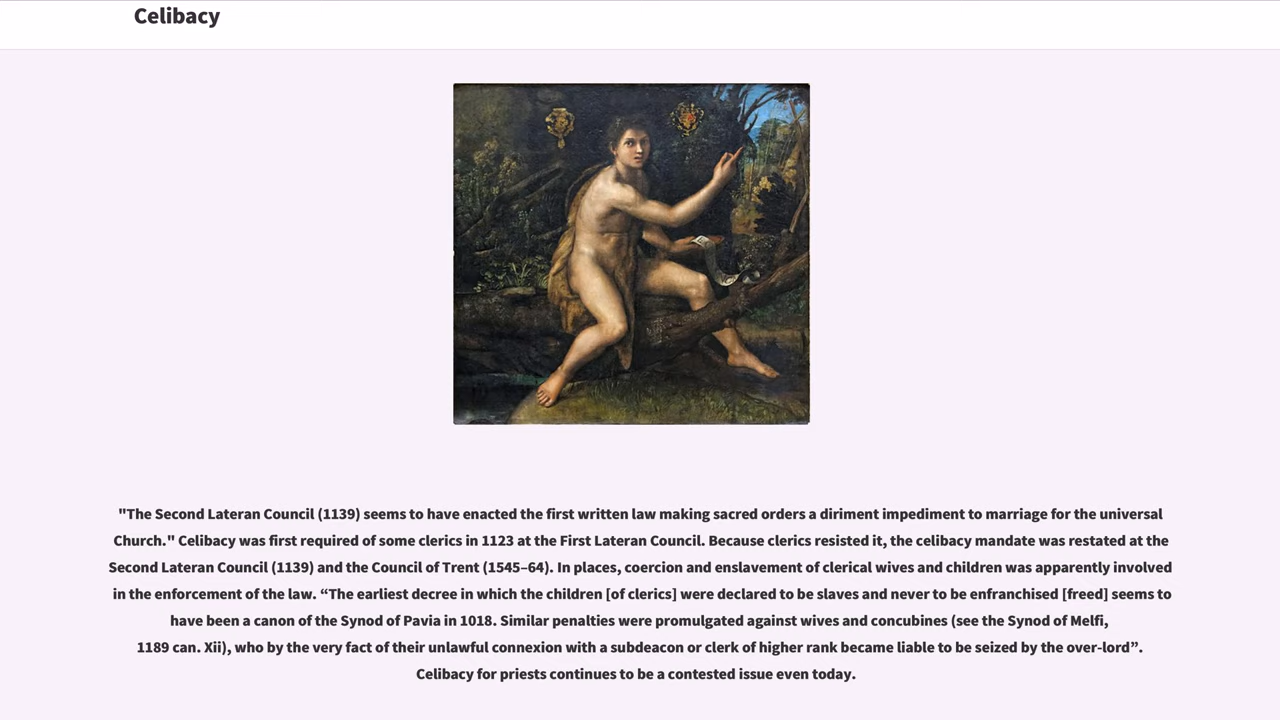 Celibacy
"The Second Lateran Council (1139) seems to have enacted the first written law making sacred orders a diriment impediment to marriage for the universal
Church." Celibacy was first required of some clerics in 1123 at the First Lateran Council. Because clerics resisted it, the celibacy mandate was restated at the
Second Lateran Council (1139) and the Council of Trent (1545–64). In places, coercion and enslavement of clerical wives and children was apparently involved
in the enforcement of the law. “The earliest decree in which the children [of clerics] were declared to be slaves and never to be enfranchised [freed] seems to
have been a canon of the Synod of Pavia in 1018. Similar penalties were promulgated against wives and concubines (see the Synod of Melfi,
1189 can. Xii), who by the very fact of their unlawful connexion with a subdeacon or clerk of higher rank became liable to be seized by the over-lord”.
Celibacy for priests continues to be a contested issue even today.